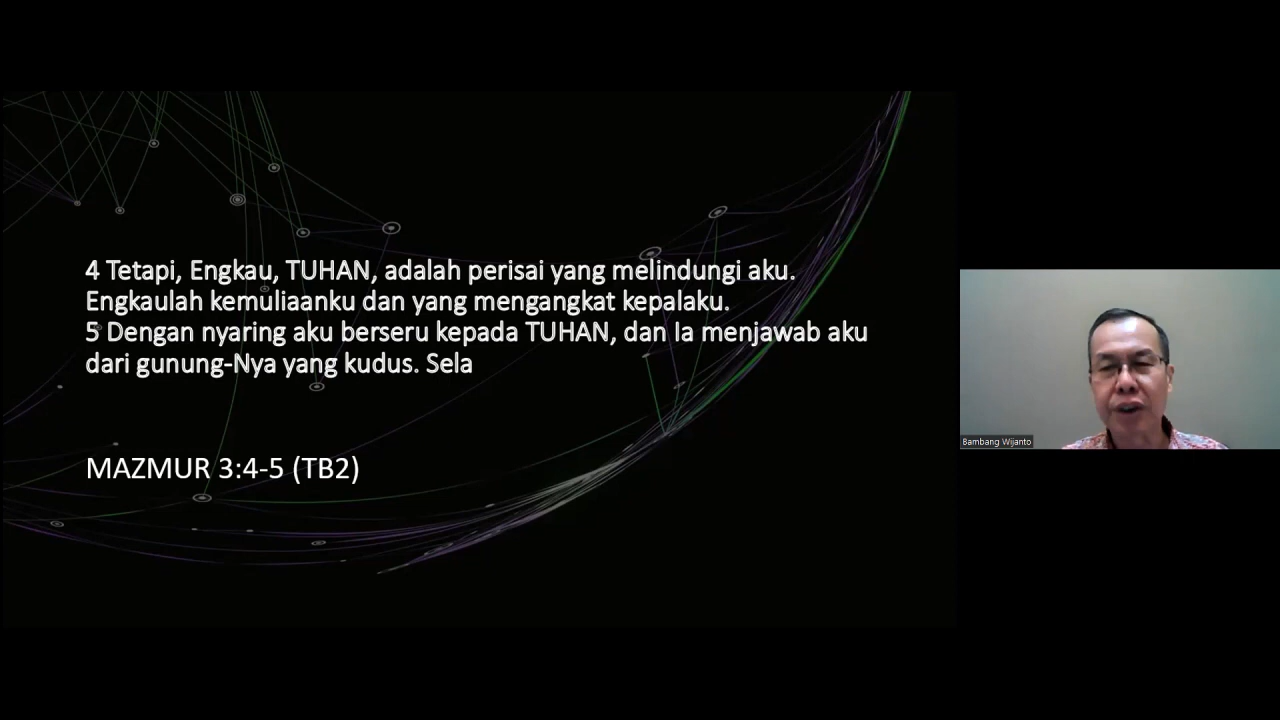 4 Tetapi, Engkau, TUHAN, adalah perisai yang melindungi aku.
Engkaulah kemuliaanku dan yang mengangkat kepalaku.
5 Dengan nyaring aku berseru kepada TUHAN, dan Ia menjawab aku
dari gunung-Nya yang kudus. Sela
MAZMUR 3:4-5 (TB2)
Bambang Wijanto